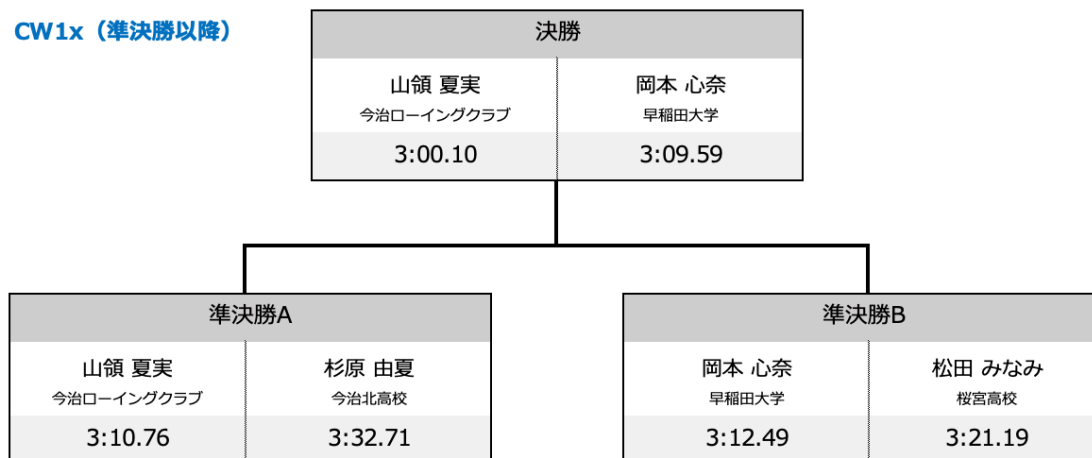 CW1x（準決勝以降）
決勝
山領 夏実 岡本 心奈
今治ローイングクラブ 早稲田大学
3:00.10 3:09.59
準決勝A 準決勝B
山領 夏実 杉原 由夏 岡本 心奈 松田 みなみ
今治ローイングクラブ 今治北高校 早稲田大学 桜宮高校
3:10.76 3:32.71 3:12.49 3:21.19